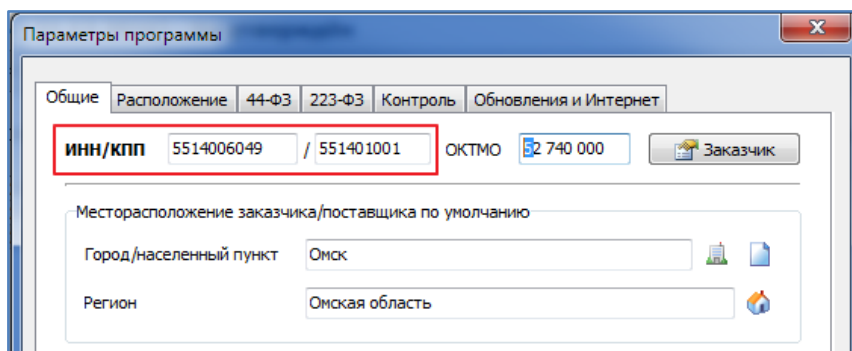 Параметры программы
Общие Расположение 44-ФЗ 223-ФЗ Контроль Обновления и Интернет
ИНН/КПП 5514006049 / 551401001 ОКТМО 52 740 000 Заказчик
Месторасположение заказчика/поставщика по умолчанию
Город/населенный пункт Омск
Регион Омская область